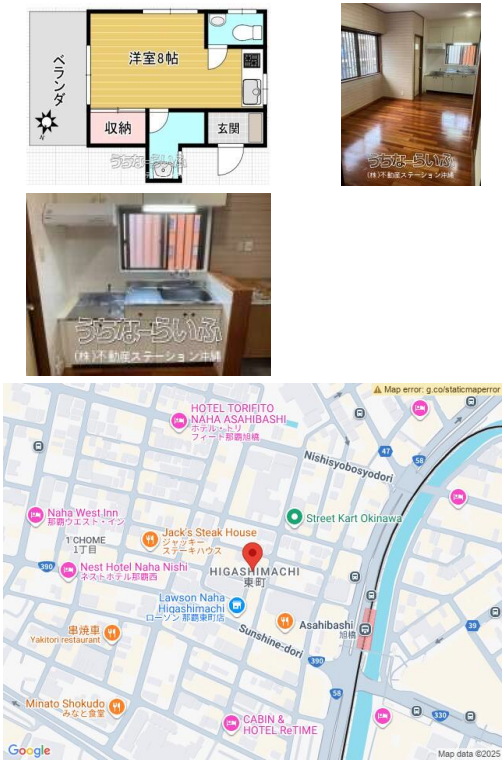 ベランダ
洋室8帖
収納
玄関
うちなーらいふ
うちなーらいふ
(株)不動産ステーション沖縄
うちなーらいふ
(株)不動産ステーション沖縄
Map error: g.co/staticmaperror
HOTEL TORIFITO
NAHA ASAHIBASHI
ホテル・トリ
フィート那覇旭橋
47
58
Nishisyobosyodori
Naha West Inn
那覇ウエスト・イン
Street Kart Okinawa
1 CHOME
1丁目
Jack's Steak House
ジャッキー
ステーキハウス
390
Nest Hotel Naha Nishi
ネストホテル那覇西
HIGASHIMACHI
東町
Lawson Naha
Higashimachi
ローソン 那覇東町店
39
串焼車
Yakitori restaurant
Sunshine-dori
Asahibashi
旭橋
390
58
Minato Shokudo
みなと食堂
CABIN &
HOTEL ReTIME
330
Google
Map data ©2025